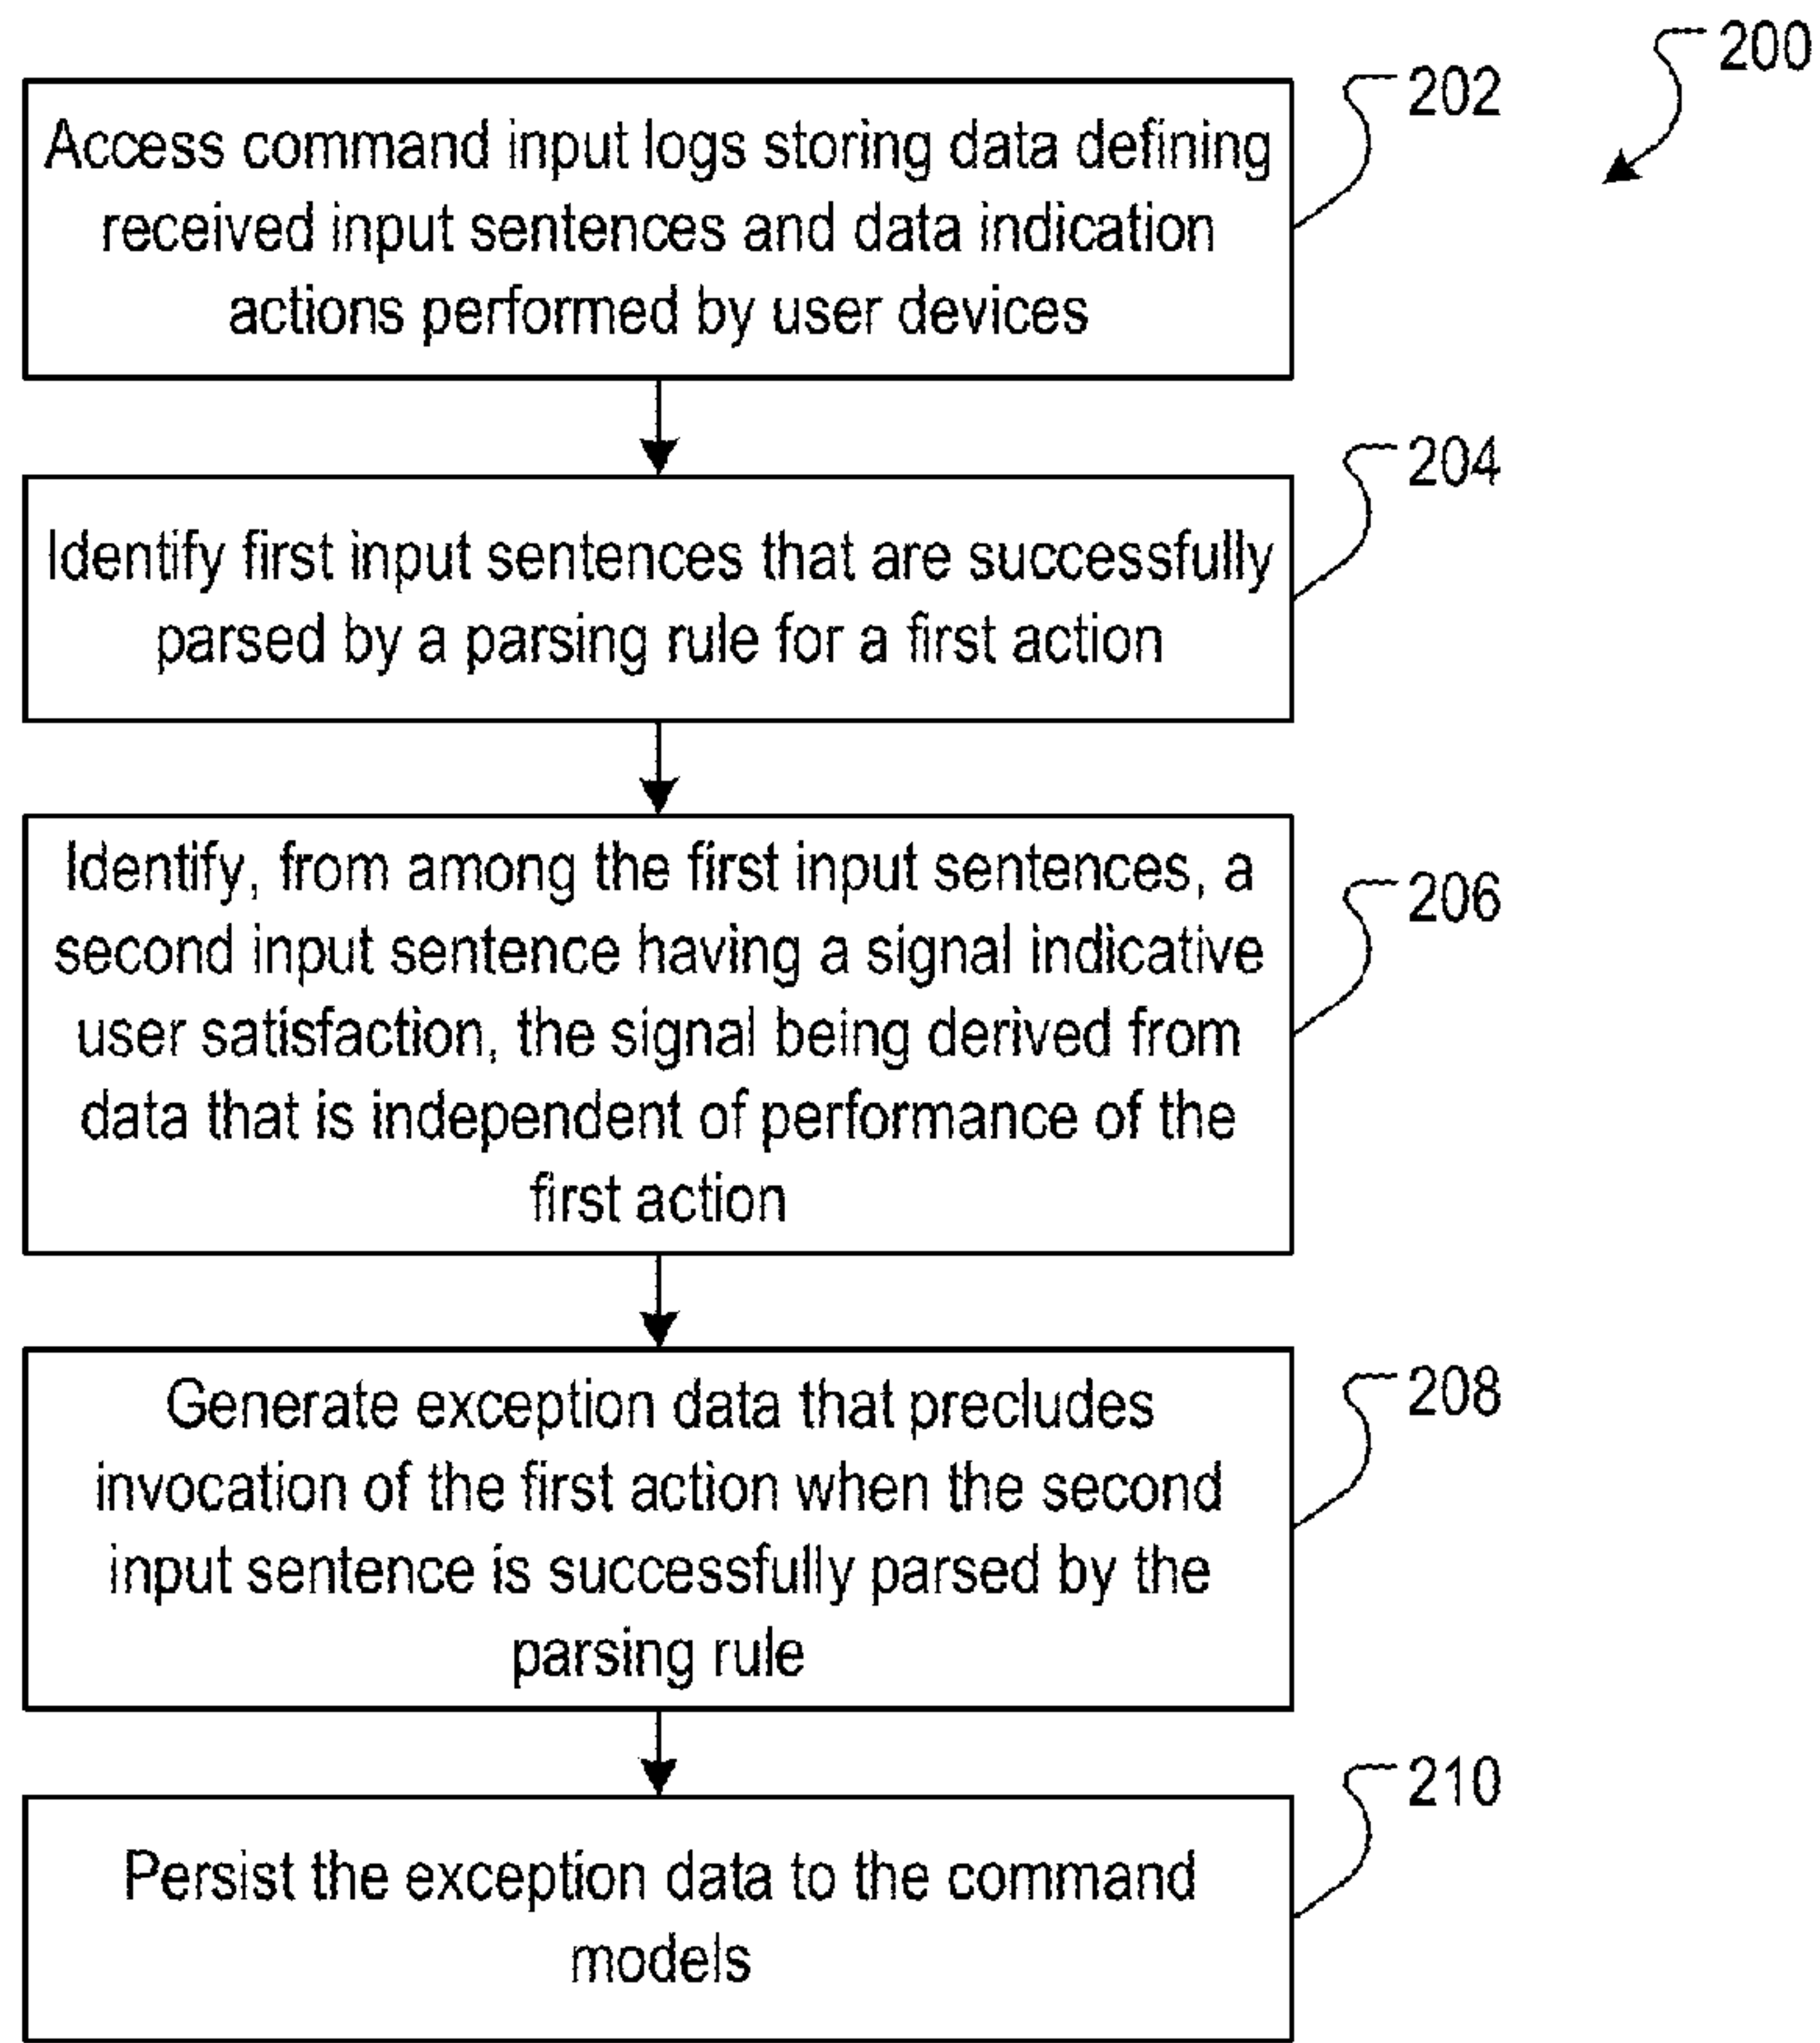 200
202
Access command input logs storing data defining
received input sentences and data indication
actions performed by user devices
204
Identify first input sentences that are successfully
parsed by a parsing rule for a first action
Identify, from among the first input sentences, a
206
second input sentence having a signal indicative
user satisfaction, the signal being derived from
data that is independent of performance of the
first action
208
Generate exception data that precludes
invocation of the first action when the second
input sentence is successfully parsed by the
parsing rule
210
Persist the exception data to the command
models